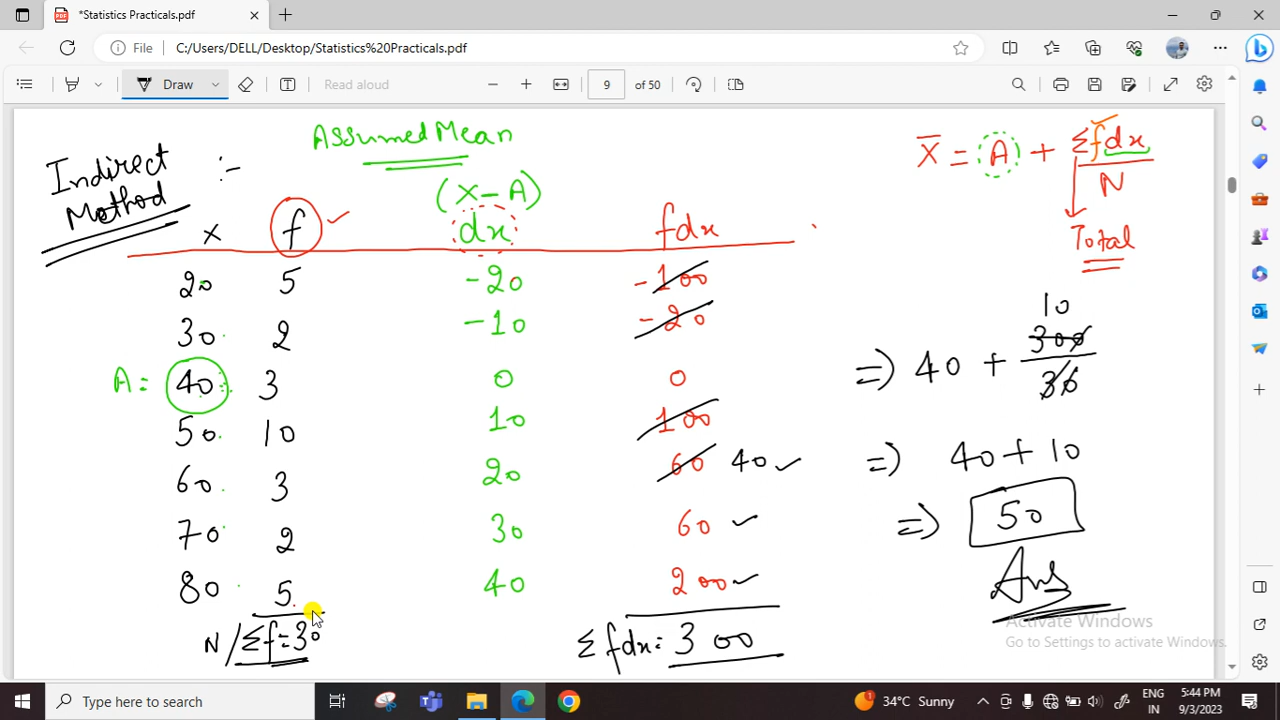 *Statistics Practicals.pdf
File C:/Users/DELL/Desktop/Statistics%20Practicals.pdf
Draw Read aloud 9 of 50
Assumed Mean
Indirect Method :-
X̄ = A + Σfdx / N
Total
(X-A)
x f dx fdx
20 5 -20 -100
30 2 -10 -20
A = 40 3 0 0
50 10 10 100
60 3 20 60 40 ✓
70 2 30 60 ✓
80 5 40 200 ✓
N/Σf=30 Σfdx=300
10
⇒ 40 + 300/30
⇒ 40 + 10
⇒ 50
Ans
Activate Windows
Go to Settings to activate Windows.
Type here to search
34°C Sunny
ENG
IN
5:44 PM
9/3/2023
1